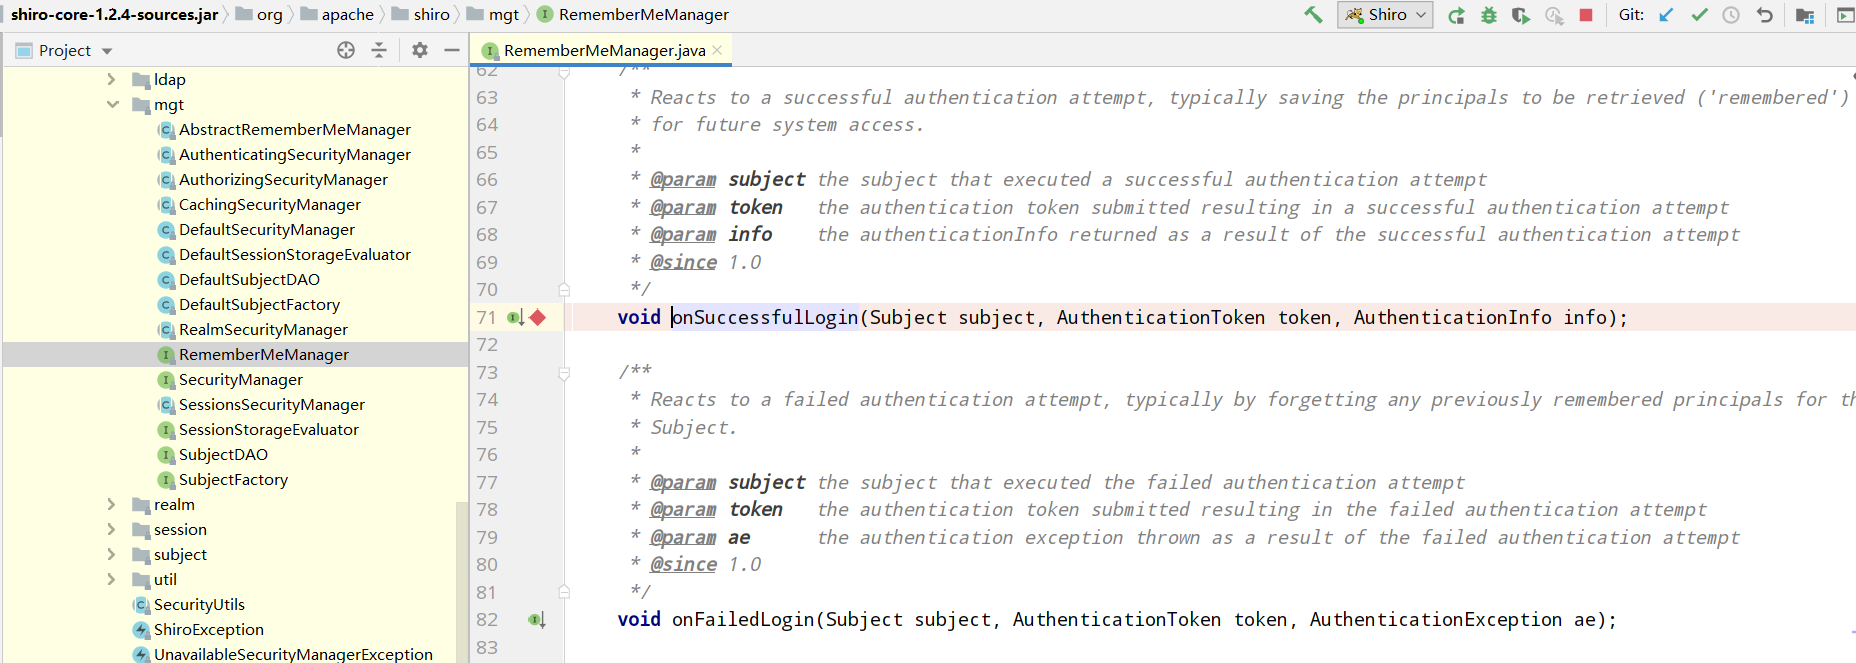 shiro-core-1.2.4-sources.jar org apache shiro mgt RememberMeManager Shiro Git:
Project
RememberMeManager.java
ldap
mgt
AbstractRememberMeManager
AuthenticatingSecurityManager
AuthorizingSecurityManager
CachingSecurityManager
DefaultSecurityManager
DefaultSessionStorageEvaluator
DefaultSubjectDAO
DefaultSubjectFactory
RealmSecurityManager
RememberMeManager
SecurityManager
SessionsSecurityManager
SessionStorageEvaluator
SubjectDAO
SubjectFactory
realm
session
subject
util
SecurityUtils
ShiroException
UnavailableSecurityManagerException
62 /**
63 * Reacts to a successful authentication attempt, typically saving the principals to be retrieved ('remembered')
64 * for future system access.
65 *
66 * @param subject the subject that executed a successful authentication attempt
67 * @param token the authentication token submitted resulting in a successful authentication attempt
68 * @param info the authenticationInfo returned as a result of the successful authentication attempt
69 * @since 1.0
70 */
71 void onSuccessfulLogin(Subject subject, AuthenticationToken token, AuthenticationInfo info);
72
73 /**
74 * Reacts to a failed authentication attempt, typically by forgetting any previously remembered principals for th
75 * Subject.
76 *
77 * @param subject the subject that executed the failed authentication attempt
78 * @param token the authentication token submitted resulting in the failed authentication attempt
79 * @param ae the authentication exception thrown as a result of the failed authentication attempt
80 * @since 1.0
81 */
82 void onFailedLogin(Subject subject, AuthenticationToken token, AuthenticationException ae);
83